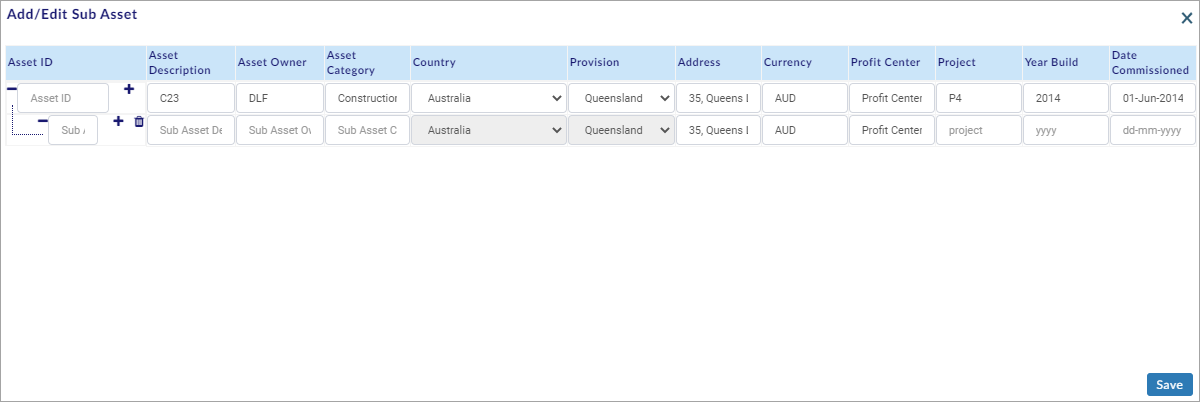 Add/Edit Sub Asset
Asset ID Asset Description Asset Owner Asset Category Country Provision Address Currency Profit Center Project Year Build Date Commissioned
Asset ID C23 DLF Construction Australia Queensland 35, Queens AUD Profit Center P4 2014 01-Jun-2014
Sub Sub Asset De Sub Asset Ov Sub Asset C Australia Queensland 35, Queens AUD Profit Center project yyyy dd-mm-yyyy
Save